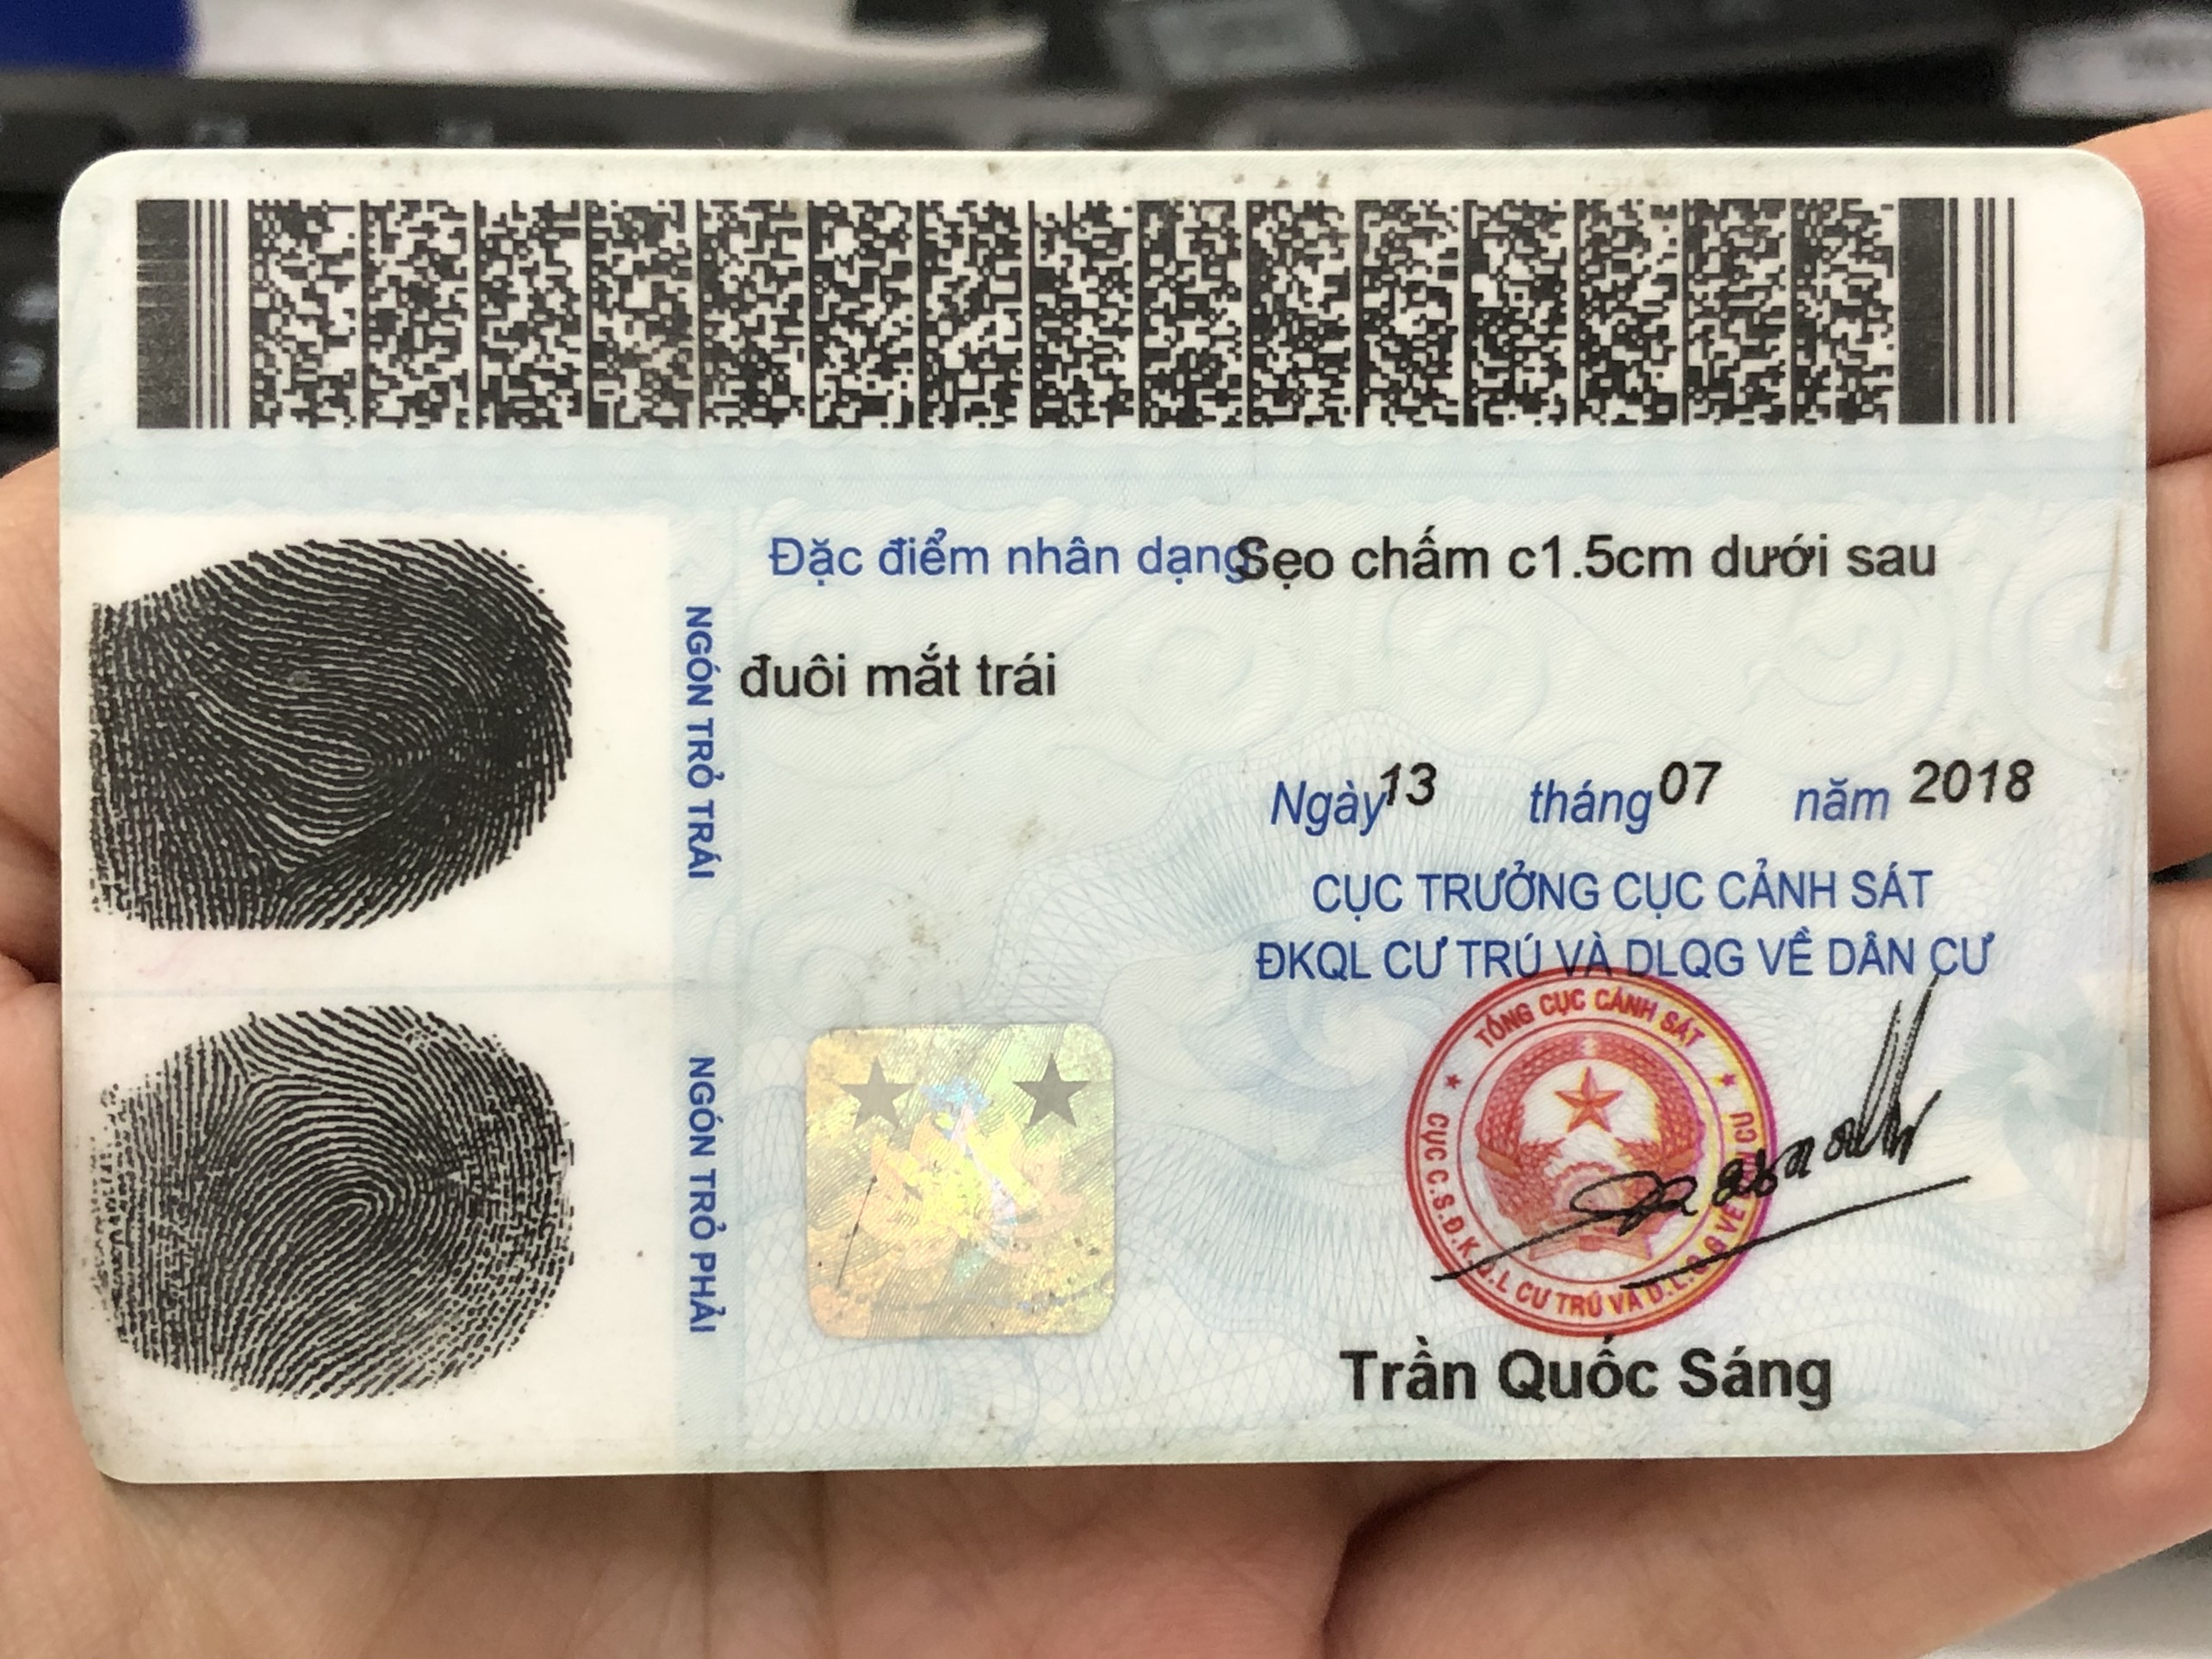 Đặc điểm nhân dạng Sẹo chấm c1.5cm dưới sau
đuôi mắt trái
NGÓN TRỎ TRÁI
NGÓN TRỎ PHẢI
Ngày 13 tháng 07 năm 2018
CỤC TRƯỞNG CỤC CẢNH SÁT
ĐKQL CƯ TRÚ VÀ DLQG VỀ DÂN CƯ
TỔNG CỤC CẢNH SÁT
CỤC C.S.Đ.K.Q.L CƯ TRÚ VÀ D.L.Q.G VỀ CƯ
Trần Quốc Sáng